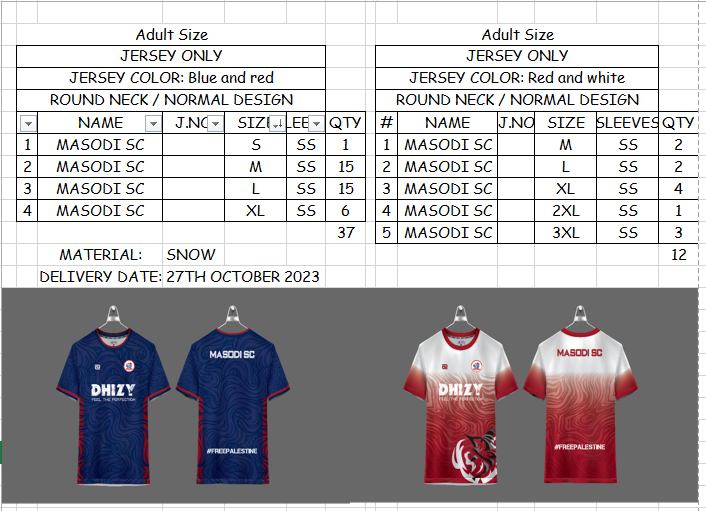 Adult Size
JERSEY ONLY
JERSEY COLOR: Blue and red
ROUND NECK / NORMAL DESIGN
NAME J.NO SIZE SLEEV QTY
1 MASODI SC S SS 1
2 MASODI SC M SS 15
3 MASODI SC L SS 15
4 MASODI SC XL SS 6
37
MATERIAL: SNOW
DELIVERY DATE: 27TH OCTOBER 2023
Adult Size
JERSEY ONLY
JERSEY COLOR: Red and white
ROUND NECK / NORMAL DESIGN
# NAME J.NO SIZE SLEEVES QTY
1 MASODI SC M SS 2
2 MASODI SC L SS 2
3 MASODI SC XL SS 4
4 MASODI SC 2XL SS 1
5 MASODI SC 3XL SS 3
12
DHIZY
FEEL THE PERFECTION
MASODI SC
#FREEPALESTINE
DHIZY
FEEL THE PERFECTION
MASODI SC
#FREEPALESTINE